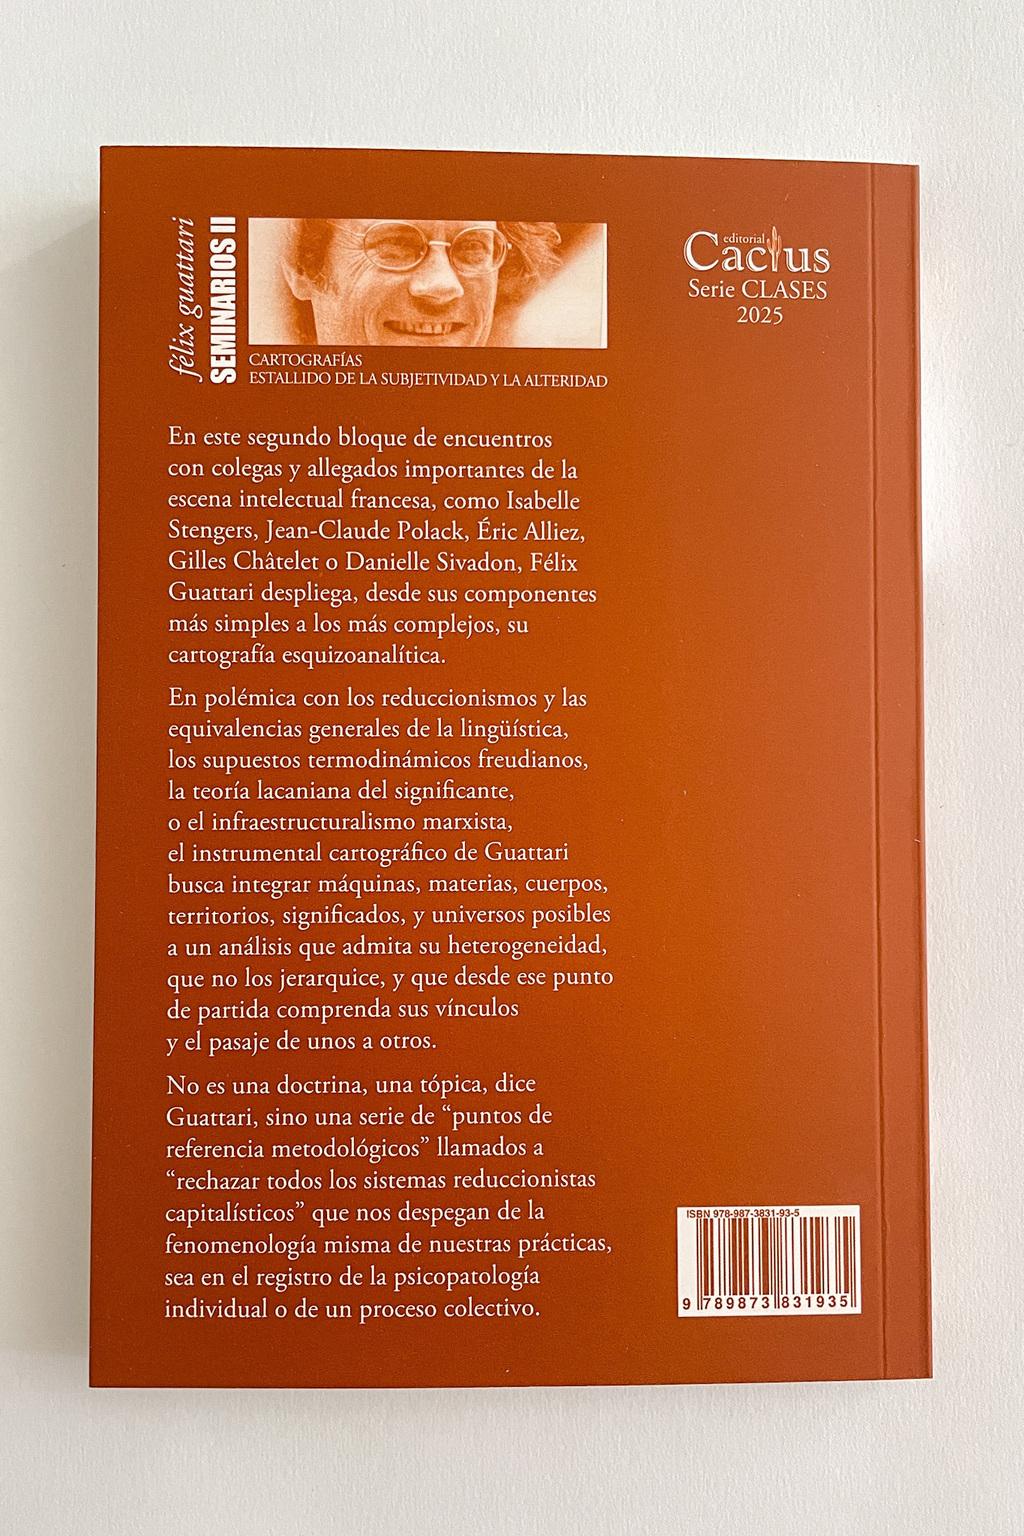 félix guattari
SEMINARIOS II
CARTOGRAFÍAS
ESTALLIDO DE LA SUBJETIVIDAD Y LA ALTERIDAD
editorial
Cactus
Serie CLASES
2025
En este segundo bloque de encuentros
con colegas y allegados importantes de la
escena intelectual francesa, como Isabelle
Stengers, Jean-Claude Polack, Éric Alliez,
Gilles Châtelet o Danielle Sivadon, Félix
Guattari despliega, desde sus componentes
más simples a los más complejos, su
cartografía esquizoanalítica.
En polémica con los reduccionismos y las
equivalencias generales de la lingüística,
los supuestos termodinámicos freudianos,
la teoría lacaniana del significante,
o el infraestructuralismo marxista,
el instrumental cartográfico de Guattari
busca integrar máquinas, materias, cuerpos,
territorios, significados, y universos posibles
a un análisis que admita su heterogeneidad,
que no los jerarquice, y que desde ese punto
de partida comprenda sus vínculos
y el pasaje de unos a otros.
No es una doctrina, una tópica, dice
Guattari, sino una serie de “puntos de
referencia metodológicos” llamados a
“rechazar todos los sistemas reduccionistas
capitalísticos” que nos despegan de la
fenomenología misma de nuestras prácticas,
sea en el registro de la psicopatología
individual o de un proceso colectivo.
ISBN 978-987-3831-93-5
9 789873 831935